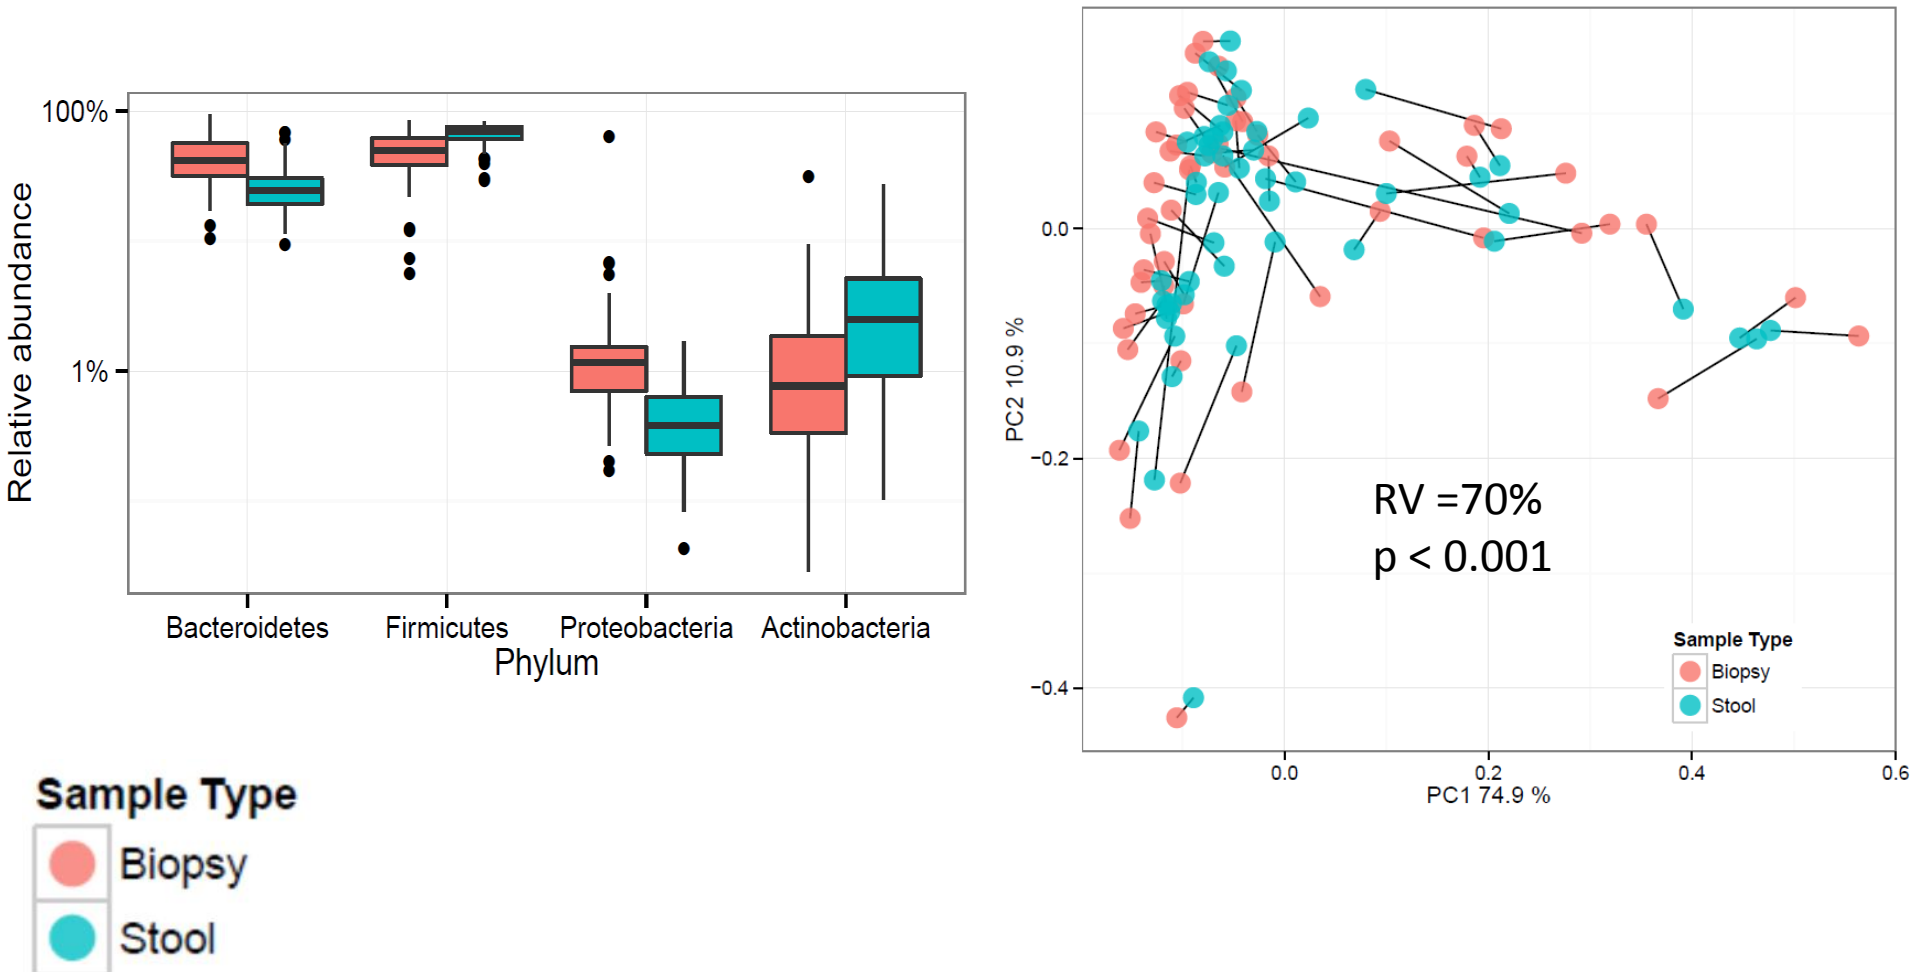 Relative abundance
100%
1%
Bacteroidetes
Firmicutes
Proteobacteria
Actinobacteria
Phylum
Sample Type
Biopsy
Stool
PC2 10.9 %
0.0
−0.2
−0.4
RV =70%
p < 0.001
Sample Type
Biopsy
Stool
0.0
0.2
0.4
0.6
PC1 74.9 %